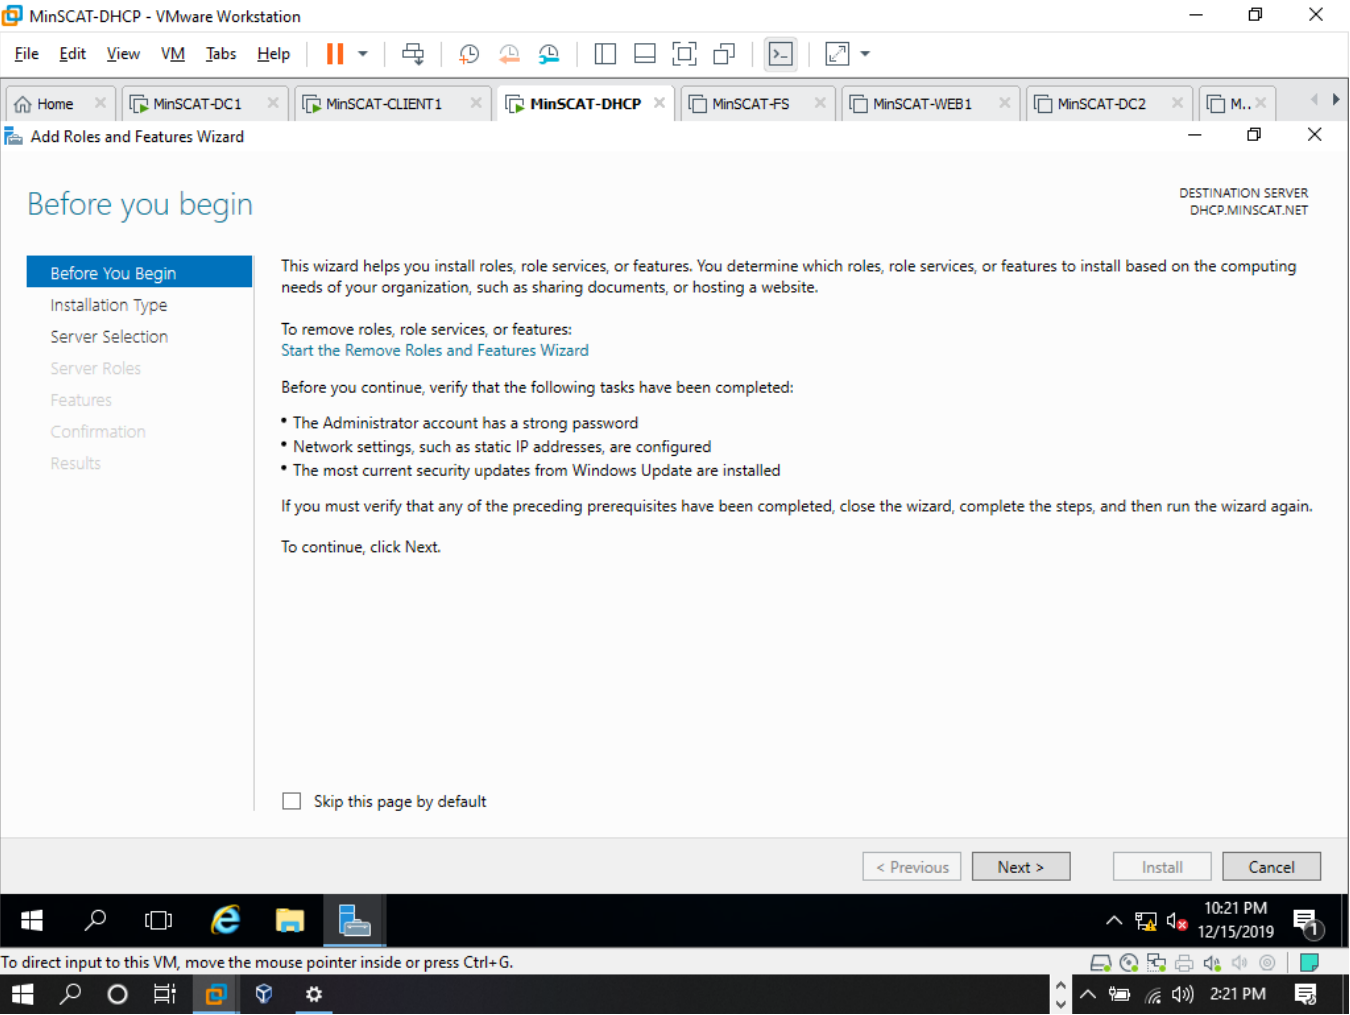 MinSCAT-DHCP - VMware Workstation
File Edit View VM Tabs Help
Home MinSCAT-DC1 MinSCAT-CLIENT1 MinSCAT-DHCP MinSCAT-FS MinSCAT-WEB1 MinSCAT-DC2 M...
Add Roles and Features Wizard
Before you begin
DESTINATION SERVER
DHCP.MINSCAT.NET
Before You Begin
Installation Type
Server Selection
Server Roles
Features
Confirmation
Results
This wizard helps you install roles, role services, or features. You determine which roles, role services, or features to install based on the computing
needs of your organization, such as sharing documents, or hosting a website.
To remove roles, role services, or features:
Start the Remove Roles and Features Wizard
Before you continue, verify that the following tasks have been completed:
• The Administrator account has a strong password
• Network settings, such as static IP addresses, are configured
• The most current security updates from Windows Update are installed
If you must verify that any of the preceding prerequisites have been completed, close the wizard, complete the steps, and then run the wizard again.
To continue, click Next.
Skip this page by default
< Previous Next > Install Cancel
10:21 PM
12/15/2019
1
To direct input to this VM, move the mouse pointer inside or press Ctrl+G.
2:21 PM